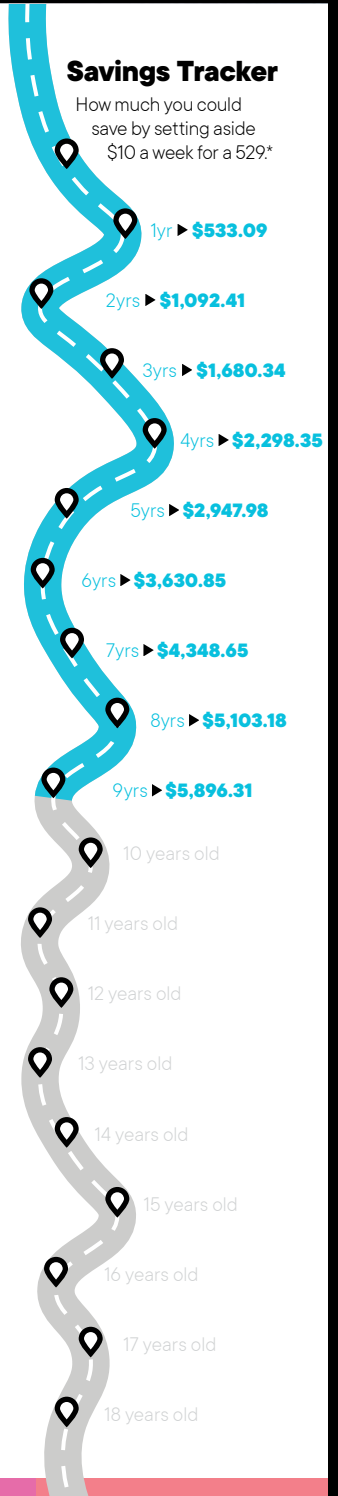 Savings Tracker
How much you could
save by setting aside
$10 a week for a 529.*
1yr ▶ $533.09
2yrs ▶ $1,092.41
3yrs ▶ $1,680.34
4yrs ▶ $2,298.35
5yrs ▶ $2,947.98
6yrs ▶ $3,630.85
7yrs ▶ $4,348.65
8yrs ▶ $5,103.18
9yrs ▶ $5,896.31
10 years old
11 years old
12 years old
13 years old
14 years old
15 years old
16 years old
17 years old
18 years old